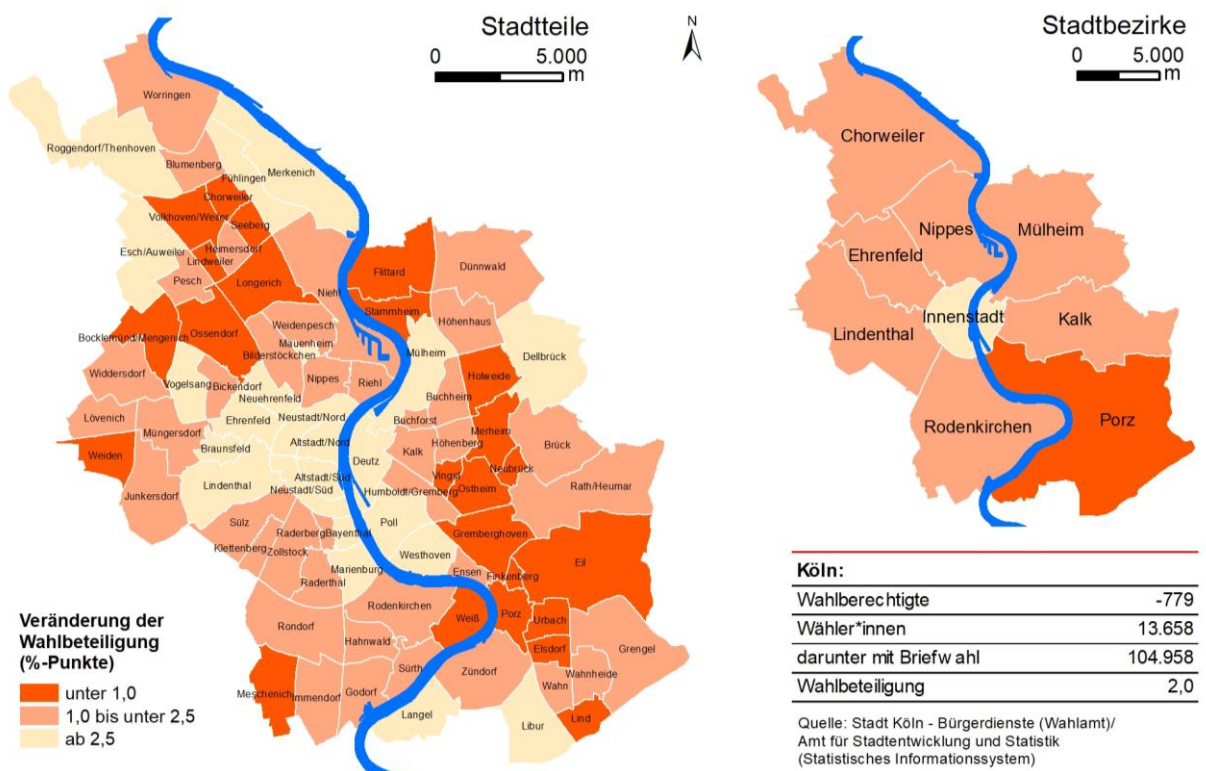 Stadtteile
0 5.000
m
N
Worringen
Roggendorf/Thenhoven
Blumenberg
Fühlingen
Merkenich
Chorweiler
Volkhoven/Weiler
Seeberg
Esch/Auweiler
Heimersdorf
Lindweiler
Pesch
Longerich
Niehl
Flittard
Dünnwald
Stammheim
Höhenhaus
Bocklemünd/Mengenich
Ossendorf
Weidenpesch
Mauenheim
Bilderstöckchen
Mülheim
Dellbrück
Widdersdorf
Vogelsang
Bickendorf
Nippes
Riehl
Holweide
Neuehrenfeld
Buchheim
Lövenich
Müngersdorf
Ehrenfeld
Neustadt/Nord
Buchforst
Merheim
Weiden
Braunsfeld
Altstadt/Nord
Deutz
Kalk
Höhenberg
Brück
Neubrück
Junkersdorf
Lindenthal
Altstadt/Süd
Neustadt/Süd
Humboldt/Gremberg
Vingst
Ostheim
Rath/Heumar
Sülz
Raderberg
Bayenthal
Poll
Klettenberg
Zollstock
Gremberghoven
Westhoven
Eil
Raderthal
Marienburg
Ensen
Finkenberg
Rodenkirchen
Weiß
Porz
Urbach
Rondorf
Hahnwald
Elsdorf
Grengel
Meschenich
Immendorf
Godorf
Sürth
Zündorf
Wahn
Wahnheide
Langel
Libur
Lind
Veränderung der
Wahlbeteiligung
(%-Punkte)
unter 1,0
1,0 bis unter 2,5
ab 2,5
Stadtbezirke
0 5.000
m
Chorweiler
Nippes
Mülheim
Ehrenfeld
Innenstadt
Kalk
Lindenthal
Rodenkirchen
Porz
Köln:
Wahlberechtigte -779
Wähler*innen 13.658
darunter mit Briefwahl 104.958
Wahlbeteiligung 2,0
Quelle: Stadt Köln - Bürgerdienste (Wahlamt)/
Amt für Stadtentwicklung und Statistik
(Statistisches Informationssystem)